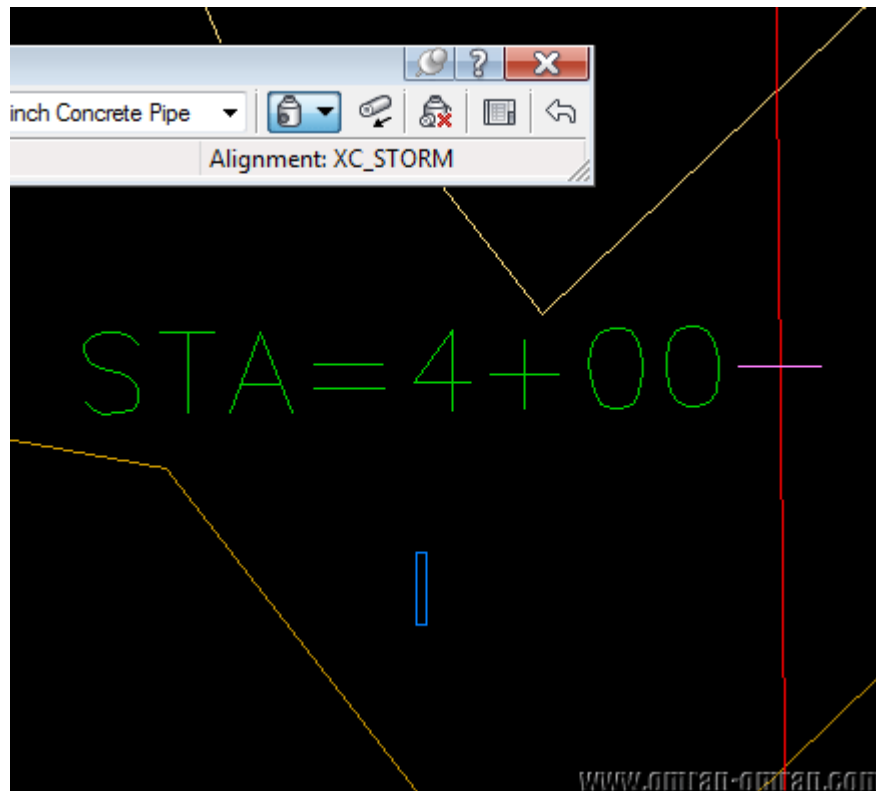 inch Concrete Pipe
Alignment: XC_STORM
STA=4+00
www.omran-omran.com